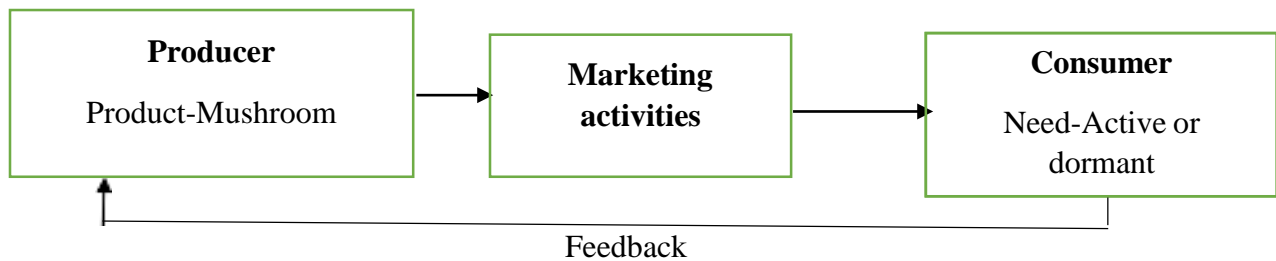 Producer
Product-Mushroom
Marketing
activities
Consumer
Need-Active or
dormant
Feedback